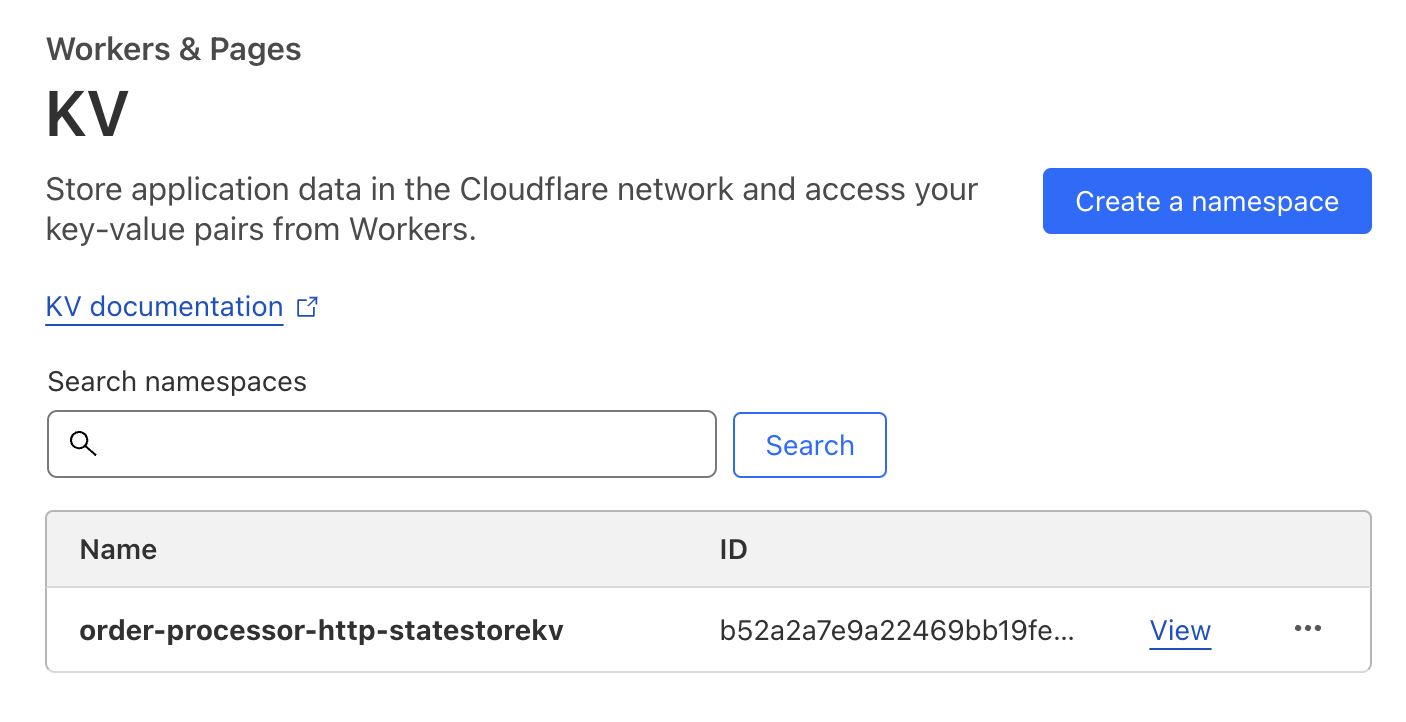 Workers & Pages
KV
Store application data in the Cloudflare network and access your
key-value pairs from Workers.
Create a namespace
KV documentation
Search namespaces
Search
Name ID
order-processor-http-statestorekv b52a2a7e9a22469bb19fe... View